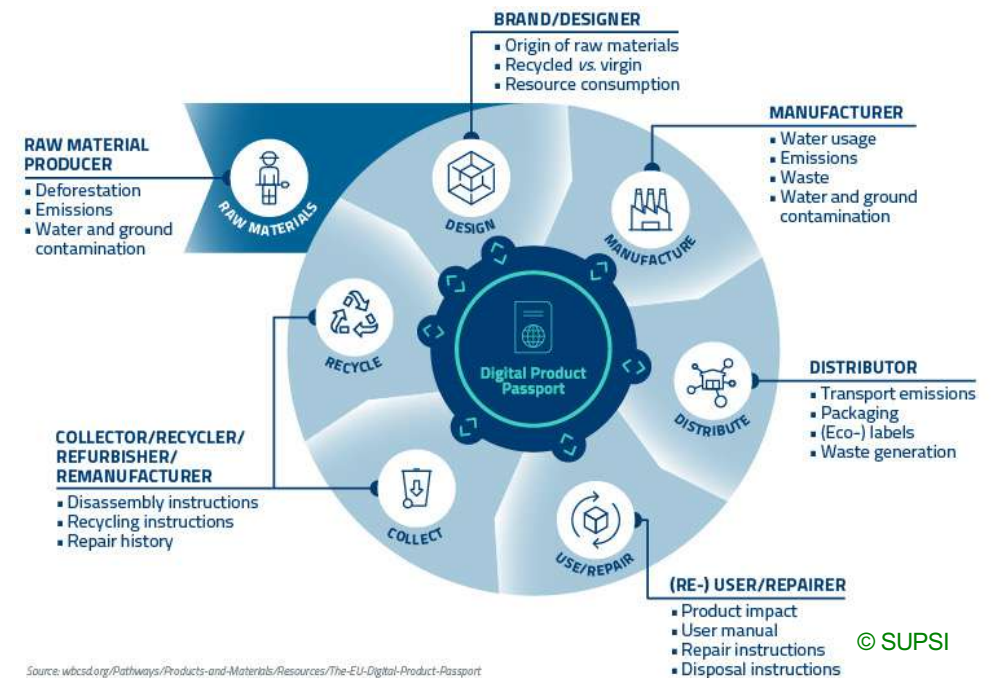 BRAND/DESIGNER
▪ Origin of raw materials
▪ Recycled vs. virgin
▪ Resource consumption
MANUFACTURER
▪ Water usage
▪ Emissions
▪ Waste
▪ Water and ground
contamination
RAW MATERIAL
PRODUCER
▪ Deforestation
▪ Emissions
▪ Water and ground
contamination
RAW MATERIALS
DESIGN
MANUFACTURE
RECYCLE
Digital Product
Passport
DISTRIBUTE
DISTRIBUTOR
▪ Transport emissions
▪ Packaging
▪ (Eco-) labels
▪ Waste generation
COLLECTOR/RECYCLER/
REFURBISHER/
REMANUFACTURER
▪ Disassembly instructions
▪ Recycling instructions
▪ Repair history
COLLECT
USE/REPAIR
(RE-) USER/REPAIRER
▪ Product impact
▪ User manual
▪ Repair instructions
▪ Disposal instructions
© SUPSI
Source: wbcsd.org/Pathways/Products-and-Materials/Resources/The-EU-Digital-Product-Passport